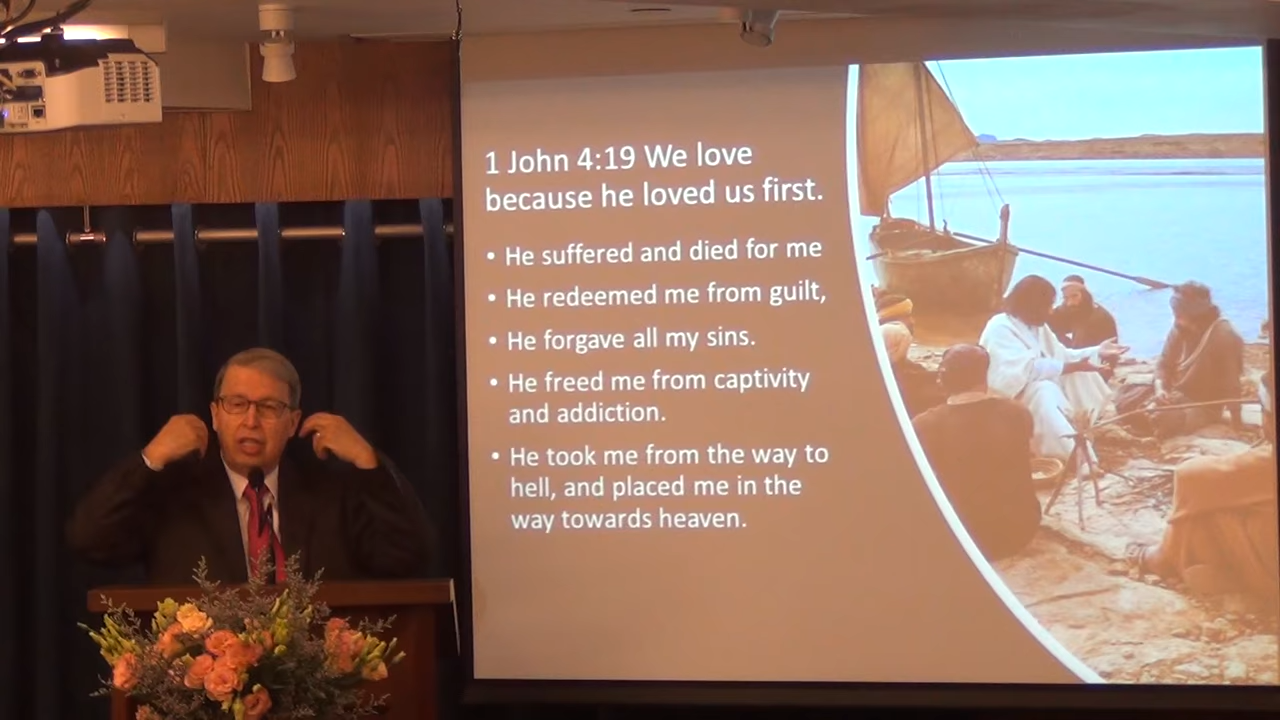 1 John 4:19 We love
because he loved us first.
• He suffered and died for me
• He redeemed me from guilt,
• He forgave all my sins.
• He freed me from captivity
and addiction.
• He took me from the way to
hell, and placed me in the
way towards heaven.